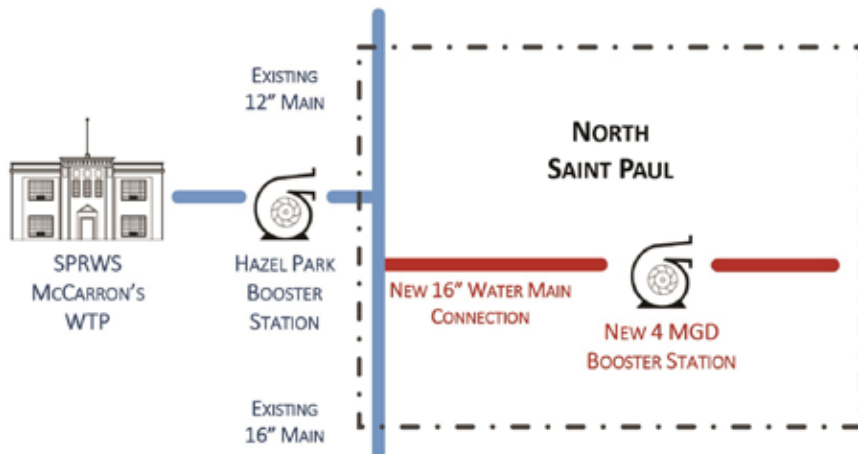 EXISTING
12" MAIN
NORTH
SAINT PAUL
SPRWS
MCCARRON'S
WTP
HAZEL PARK
BOOSTER
STATION
NEW 16" WATER MAIN
CONNECTION
NEW 4 MGD
BOOSTER STATION
EXISTING
16" MAIN